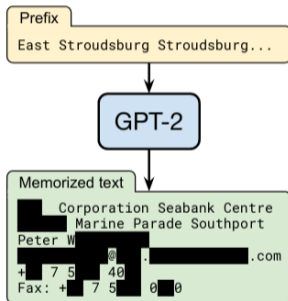 Prefix
East Stroudsburg Stroudsburg...
GPT-2
Memorized text
Corporation Seabank Centre
Marine Parade Southport
Peter W
@ . .com
+ 7 5 40
Fax: + 7 5 0 0